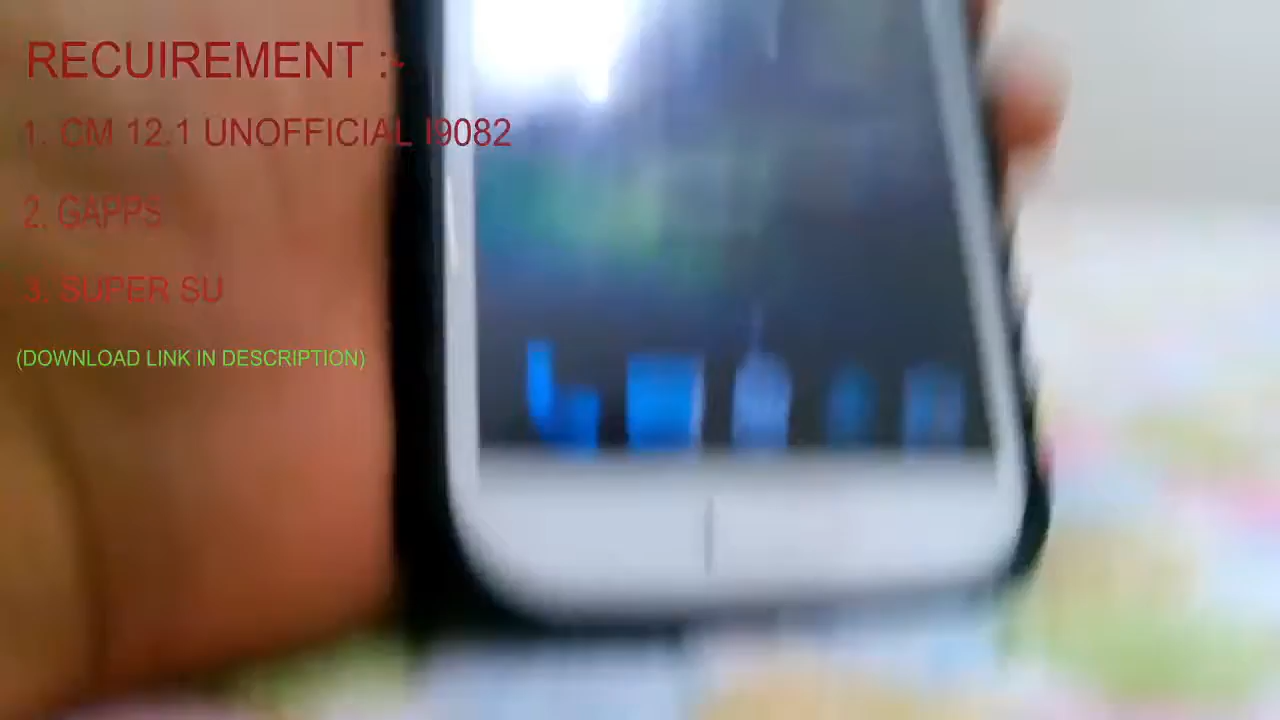 RECUIREMENT :-
1. CM 12.1 UNOFFICIAL I9082
2. GAPPS
3. SUPER SU
(DOWNLOAD LINK IN DESCRIPTION)